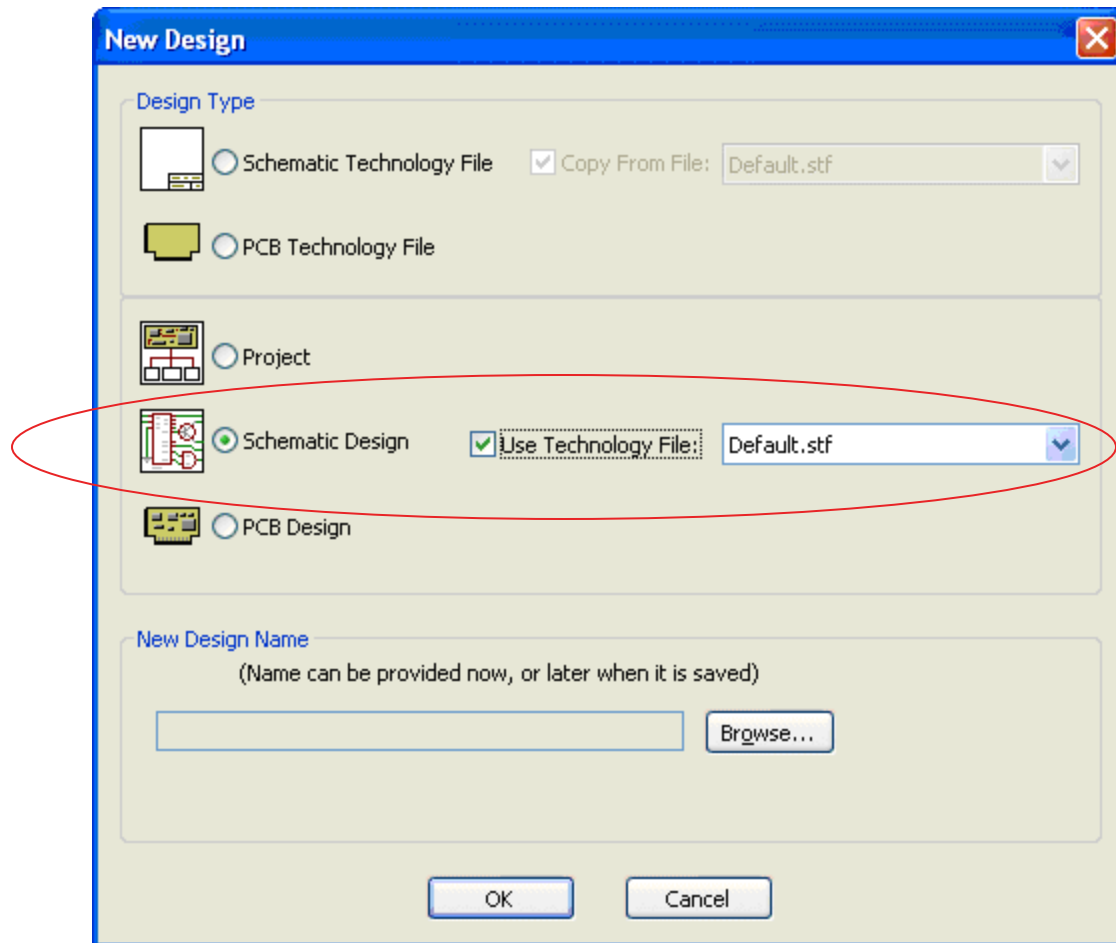 New Design
Design Type
Schematic Technology File Copy From File: Default.stf
PCB Technology File
Project
Schematic Design Use Technology File: Default.stf
PCB Design
New Design Name
(Name can be provided now, or later when it is saved)
Browse...
OK Cancel